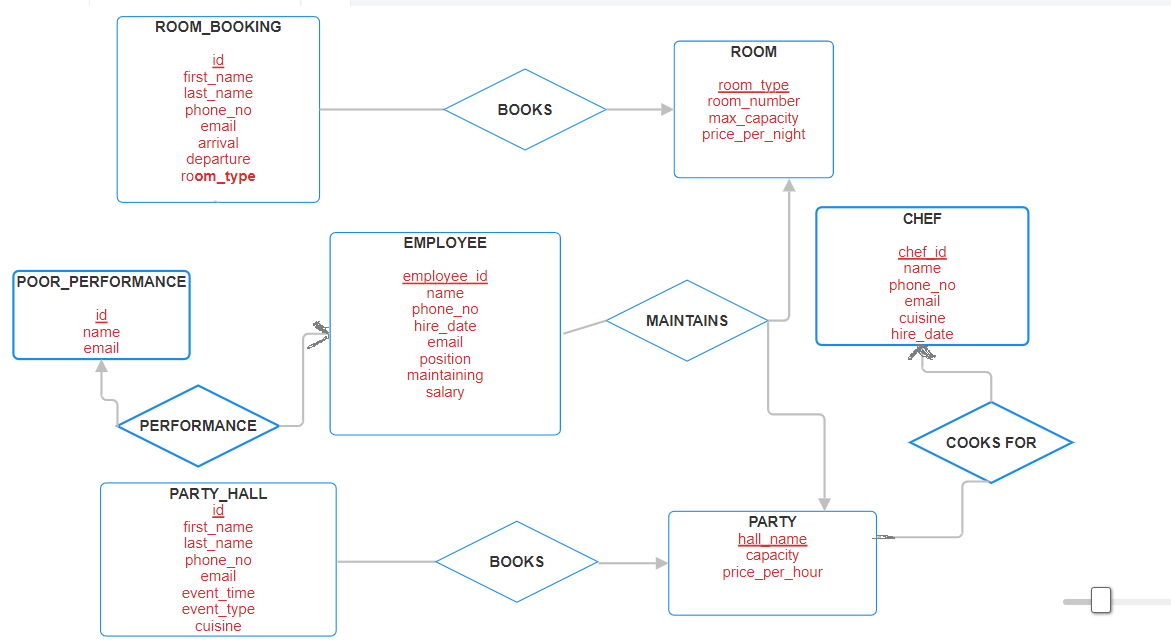 ROOM_BOOKING
id
first_name
last_name
phone_no
email
arrival
departure
room_type
BOOKS
ROOM
room_type
room_number
max_capacity
price_per_night
POOR_PERFORMANCE
id
name
email
EMPLOYEE
employee_id
name
phone_no
hire_date
email
position
maintaining
salary
MAINTAINS
CHEF
chef_id
name
phone_no
email
cuisine
hire_date
PERFORMANCE
COOKS FOR
PARTY_HALL
id
first_name
last_name
phone_no
email
event_time
event_type
cuisine
BOOKS
PARTY
hall_name
capacity
price_per_hour